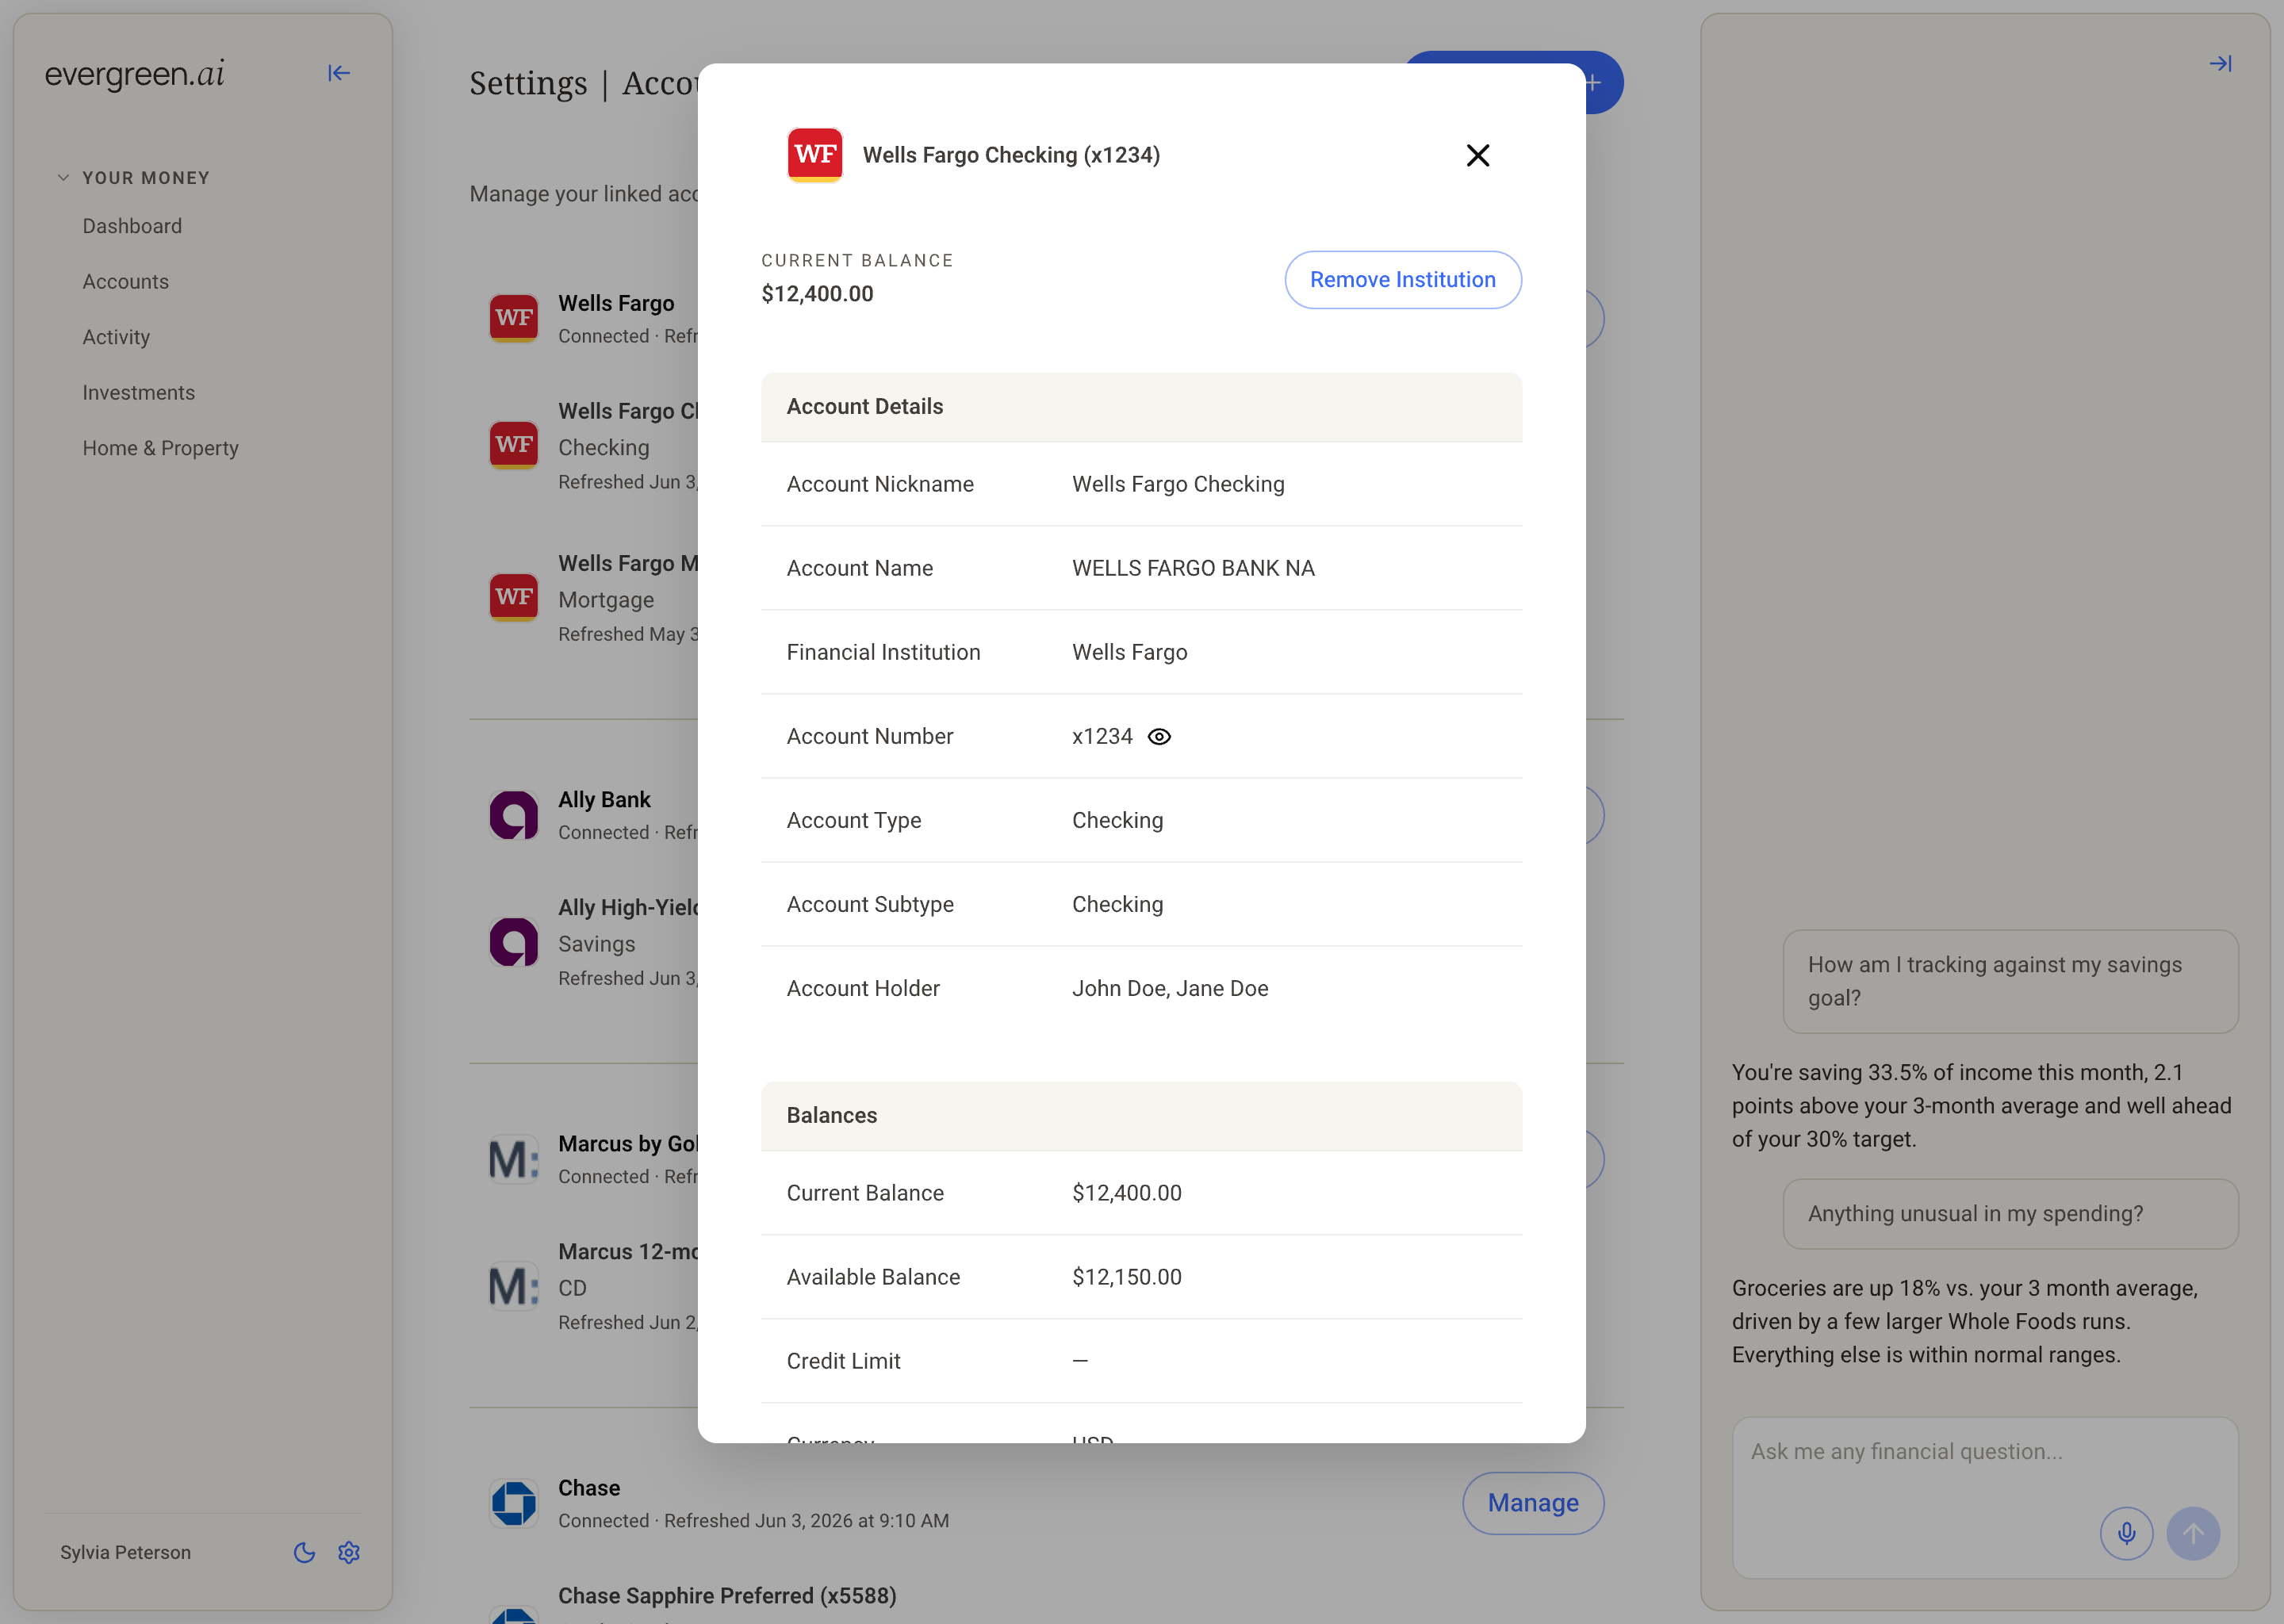 evergreen.ai
YOUR MONEY
Dashboard
Accounts
Activity
Investments
Home & Property
Sylvia Peterson
Settings | Accou
Manage your linked acc
WF
Wells Fargo
Connected · Refr
WF
Wells Fargo C
Checking
Refreshed Jun 3,
WF
Wells Fargo M
Mortgage
Refreshed May 3
Ally Bank
Connected · Refr
Ally High-Yield
Savings
Refreshed Jun 3,
M:
Marcus by Gol
Connected · Refr
M:
Marcus 12-mo
CD
Refreshed Jun 2,
Chase
Connected · Refreshed Jun 3, 2026 at 9:10 AM
Manage
Chase Sapphire Preferred (x5588)
WF
Wells Fargo Checking (x1234)
CURRENT BALANCE
$12,400.00
Remove Institution
Account Details
Account Nickname Wells Fargo Checking
Account Name WELLS FARGO BANK NA
Financial Institution Wells Fargo
Account Number x1234
Account Type Checking
Account Subtype Checking
Account Holder John Doe, Jane Doe
Balances
Current Balance $12,400.00
Available Balance $12,150.00
Credit Limit —
Currency USD
How am I tracking against my savings
goal?
You're saving 33.5% of income this month, 2.1
points above your 3-month average and well ahead
of your 30% target.
Anything unusual in my spending?
Groceries are up 18% vs. your 3 month average,
driven by a few larger Whole Foods runs.
Everything else is within normal ranges.
Ask me any financial question...